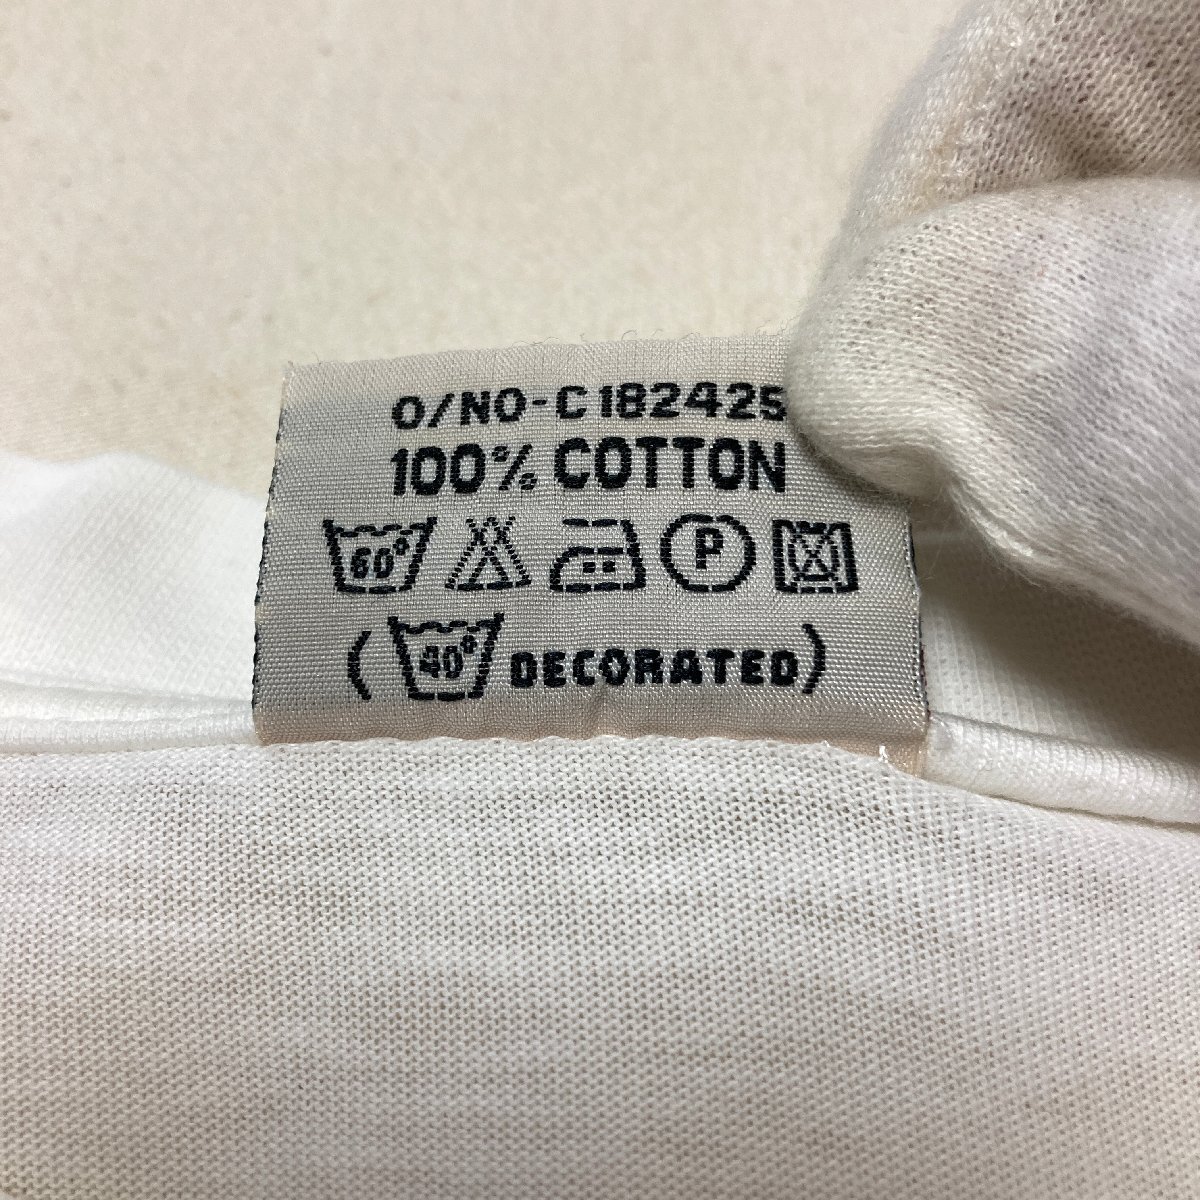 O/NO-C182425
100% COTTON
60° P
(40° DECORATED)